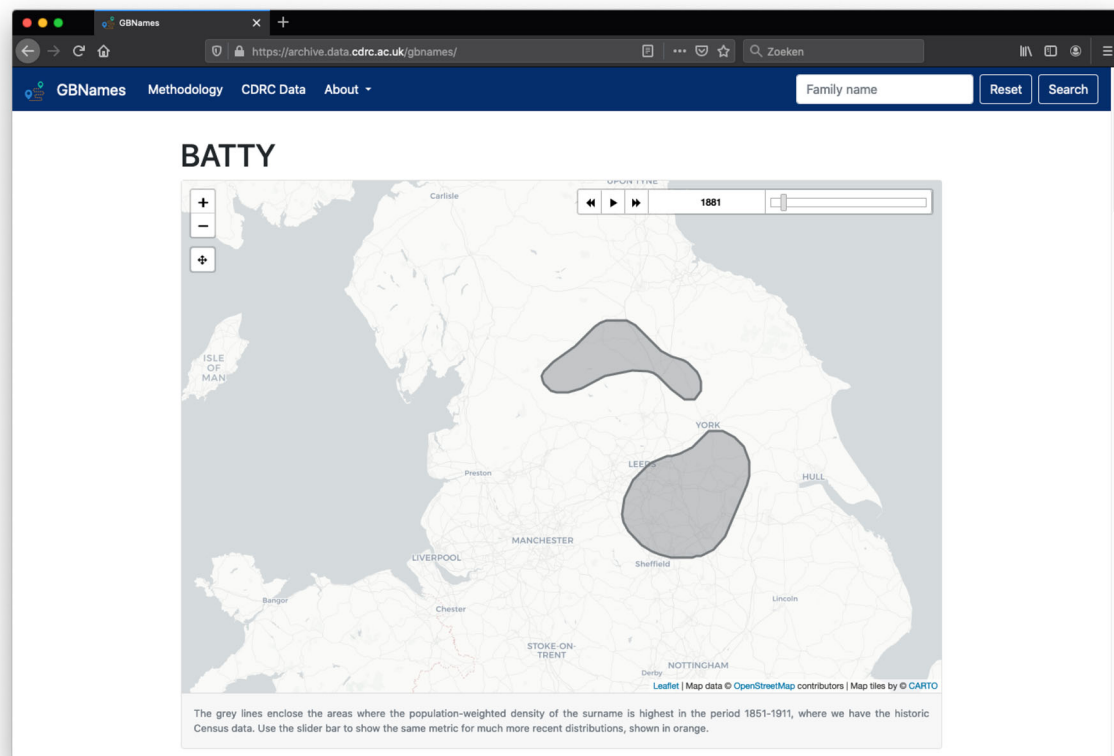 GBNames
https://archive.data.cdrc.ac.uk/gbnames/
Zoeken
GBNames Methodology CDRC Data About Family name Reset Search
BATTY
UPON TYNE
Carlisle
1881
ISLE
OF
MAN
YORK
LEEDS
Preston
HULL
MANCHESTER
LIVERPOOL
Sheffield
Bangor
Lincoln
Chester
STOKE-ON-
TRENT
NOTTINGHAM
Derby
Leaflet | Map data © OpenStreetMap contributors | Map tiles by © CARTO
The grey lines enclose the areas where the population-weighted density of the surname is highest in the period 1851-1911, where we have the historic
Census data. Use the slider bar to show the same metric for much more recent distributions, shown in orange.